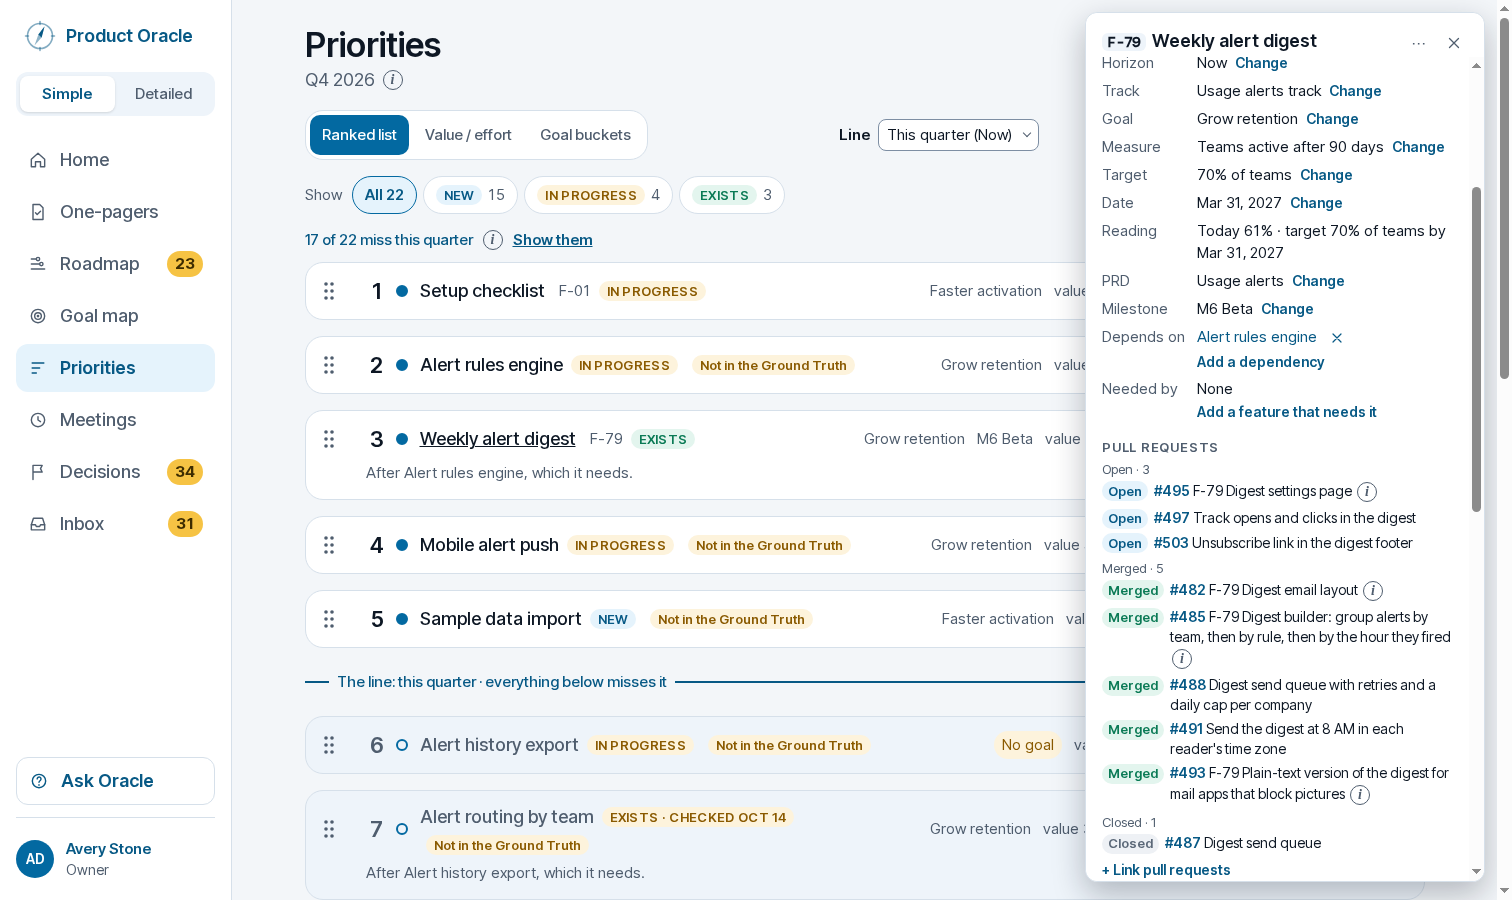 Product Oracle
Simple
Detailed
Home
One-pagers
Roadmap 23
Goal map
Priorities
Meetings
Decisions 34
Inbox 31
Ask Oracle
AD
Avery Stone
Owner
Priorities
Q4 2026 i
Ranked list
Value / effort
Goal buckets
Line This quarter (Now)
Show All 22 NEW 15 IN PROGRESS 4 EXISTS 3
17 of 22 miss this quarter i Show them
1 Setup checklist F-01 IN PROGRESS Faster activation value
2 Alert rules engine IN PROGRESS Not in the Ground Truth Grow retention value
3 Weekly alert digest F-79 EXISTS Grow retention M6 Beta value
After Alert rules engine, which it needs.
4 Mobile alert push IN PROGRESS Not in the Ground Truth Grow retention value
5 Sample data import NEW Not in the Ground Truth Faster activation val
The line: this quarter · everything below misses it
6 Alert history export IN PROGRESS Not in the Ground Truth No goal va
7 Alert routing by team EXISTS · CHECKED OCT 14
Not in the Ground Truth
Grow retention value
After Alert history export, which it needs.
F-79 Weekly alert digest
Horizon Now Change
Track Usage alerts track Change
Goal Grow retention Change
Measure Teams active after 90 days Change
Target 70% of teams Change
Date Mar 31, 2027 Change
Reading Today 61% · target 70% of teams by
Mar 31, 2027
PRD Usage alerts Change
Milestone M6 Beta Change
Depends on Alert rules engine
Add a dependency
Needed by None
Add a feature that needs it
PULL REQUESTS
Open · 3
Open #495 F-79 Digest settings page i
Open #497 Track opens and clicks in the digest
Open #503 Unsubscribe link in the digest footer
Merged · 5
Merged #482 F-79 Digest email layout i
Merged #485 F-79 Digest builder: group alerts by
team, then by rule, then by the hour they fired
i
Merged #488 Digest send queue with retries and a
daily cap per company
Merged #491 Send the digest at 8 AM in each
reader's time zone
Merged #493 F-79 Plain-text version of the digest for
mail apps that block pictures i
Closed · 1
Closed #487 Digest send queue
+ Link pull requests